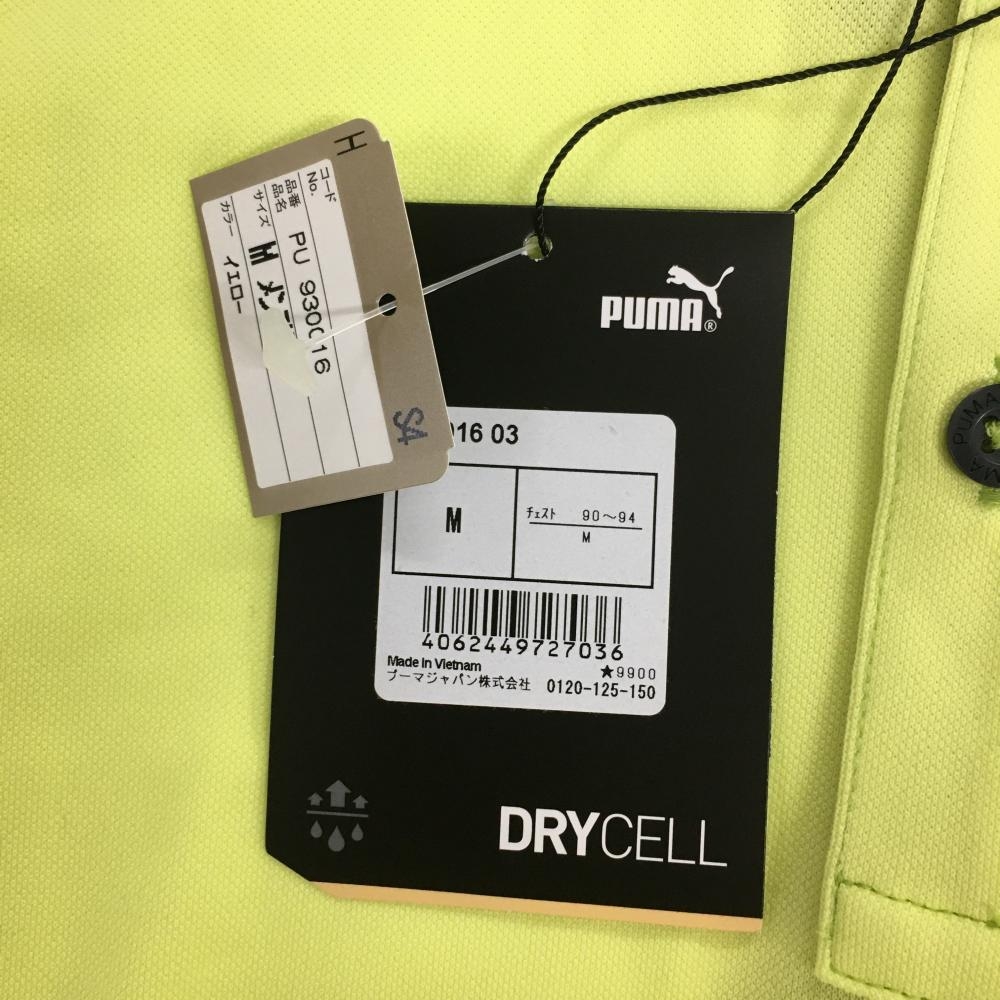 H
コード
No.
品番 PU 930016
品名
サイズ M メン
カラー イエロー
S4
PUMA®
016 03
M
チェスト 90～94
M
4062449727036
Made in Vietnam
★9900
プーマジャパン株式会社 0120-125-150
DRYCELL
PUMA